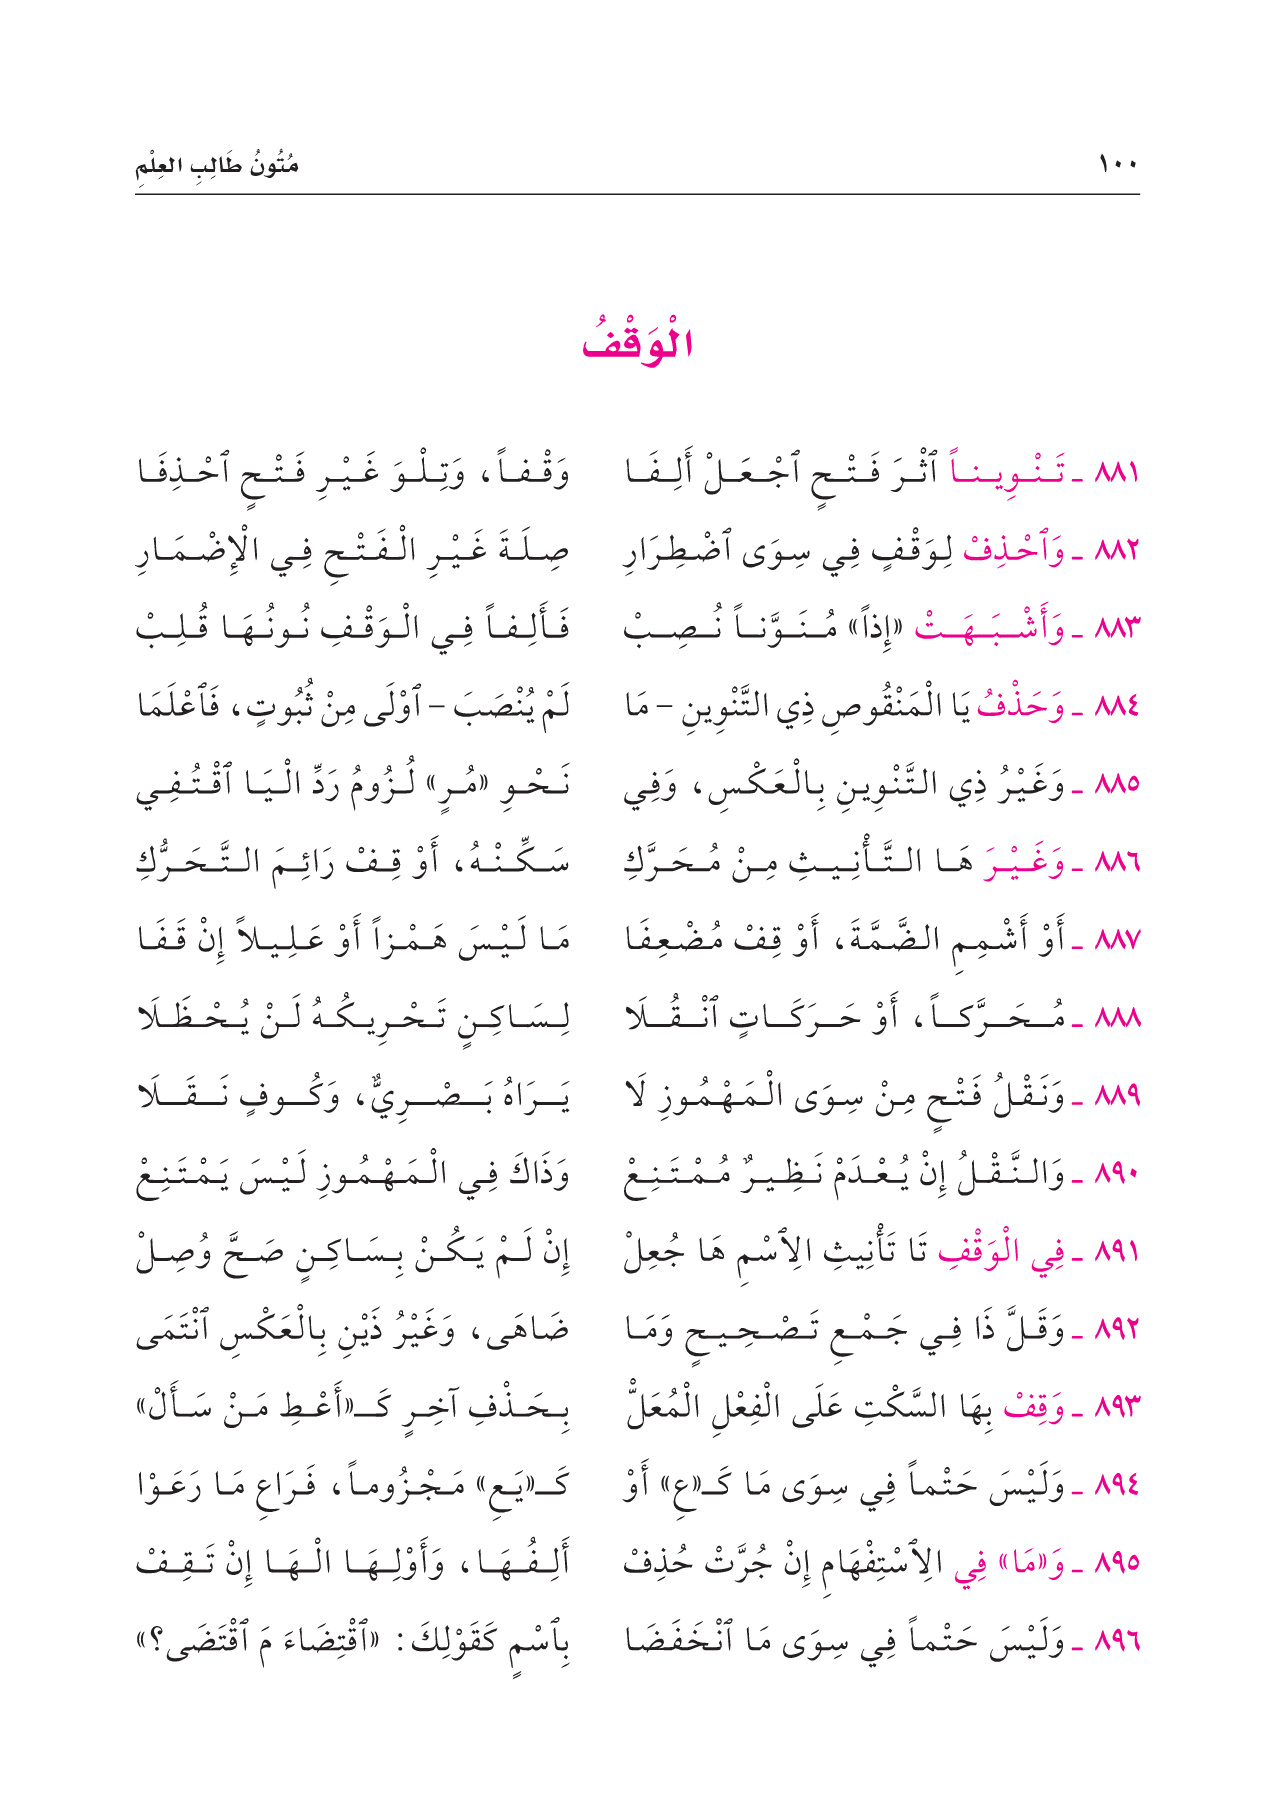 ١٠٠ مُتُونُ طَالِبِ العِلْمِ
الْوَقْفُ
٨٨١ - تَنْوِيناً ٱثْرَ فَتْحٍ ٱجْعَلْ أَلِفَا وَقْفاً، وَتِلْوَ غَيْرِ فَتْحٍ ٱحْذِفَا
٨٨٢ - وَٱحْذِفْ لِوَقْفٍ فِي سِوَى ٱضْطِرَارِ صِلَةَ غَيْرِ الْفَتْحِ فِي الْإِضْمَارِ
٨٨٣ - وَأَشْبَهَتْ «إِذاً» مُنَوَّناً نُصِبْ فَأَلِفاً فِي الْوَقْفِ نُونُهَا قُلِبْ
٨٨٤ - وَحَذْفُ يَا الْمَنْقُوصِ ذِي التَّنْوِينِ - مَا لَمْ يُنْصَبَ - ٱوْلَى مِنْ ثُبُوتٍ، فَٱعْلَمَا
٨٨٥ - وَغَيْرُ ذِي التَّنْوِينِ بِالْعَكْسِ، وَفِي نَحْوِ «مُرٍ» لُزُومُ رَدِّ الْيَا ٱقْتُفِي
٨٨٦ - وَغَيْرَ هَا التَّأْنِيثِ مِنْ مُحَرَّكِ سَكِّنْهُ، أَوْ قِفْ رَائِمَ التَّحَرُّكِ
٨٨٧ - أَوْ أَشْمِمِ الضَّمَّةَ، أَوْ قِفْ مُضْعِفَا مَا لَيْسَ هَمْزاً أَوْ عَلِيلاً إِنْ قَفَا
٨٨٨ - مُحَرَّكاً، أَوْ حَرَكَاتٍ ٱنْقُلَا لِسَاكِنٍ تَحْرِيكُهُ لَنْ يُحْظَلَا
٨٨٩ - وَنَقْلُ فَتْحٍ مِنْ سِوَى الْمَهْمُوزِ لَا يَرَاهُ بَصْرِيٌّ، وَكُوفٍ نَقَلَا
٨٩٠ - وَالنَّقْلُ إِنْ يُعْدَمْ نَظِيرٌ مُمْتَنِعْ وَذَاكَ فِي الْمَهْمُوزِ لَيْسَ يَمْتَنِعْ
٨٩١ - فِي الْوَقْفِ تَا تَأْنِيثِ الِٱسْمِ هَا جُعِلْ إِنْ لَمْ يَكُنْ بِسَاكِنٍ صَحَّ وُصِلْ
٨٩٢ - وَقَلَّ ذَا فِي جَمْعِ تَصْحِيحٍ وَمَا ضَاهَى، وَغَيْرُ ذَيْنِ بِالْعَكْسِ ٱنْتَمَى
٨٩٣ - وَقِفْ بِهَا السَّكْتِ عَلَى الْفِعْلِ الْمُعَلّْ بِحَذْفِ آخِرٍ كَـ«أَعْطِ مَنْ سَأَلْ»
٨٩٤ - وَلَيْسَ حَتْماً فِي سِوَى مَا كَـ«عِ» أَوْ كَـ«يَعِ» مَجْزُوماً، فَرَاعِ مَا رَعَوْا
٨٩٥ - وَ«مَا» فِي الِٱسْتِفْهَامِ إِنْ جُرَّتْ حُذِفْ أَلِفُهَا، وَأَوْلِهَا الْهَا إِنْ تَقِفْ
٨٩٦ - وَلَيْسَ حَتْماً فِي سِوَى مَا ٱنْخَفَضَا بِٱسْمٍ كَقَوْلِكَ: «ٱقْتِضَاءَ مَ ٱقْتَضَى؟»